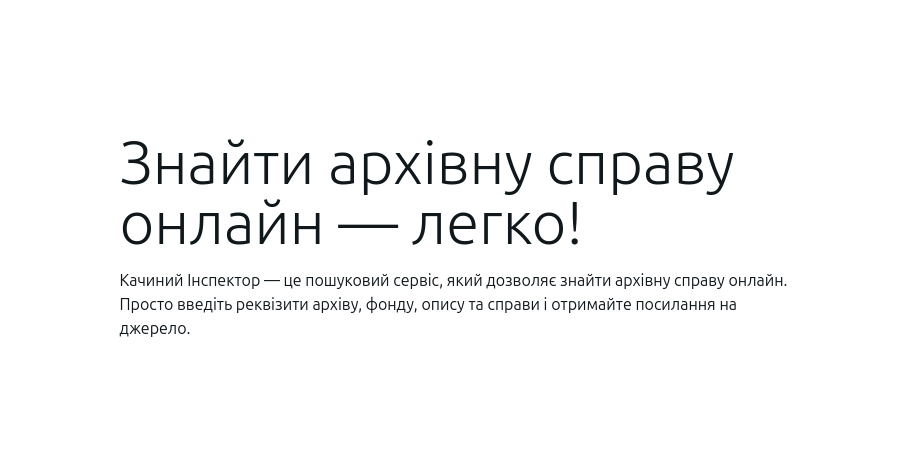 Знайти архівну справу
онлайн — легко!
Качиний Інспектор — це пошуковий сервіс, який дозволяє знайти архівну справу онлайн.
Просто введіть реквізити архіву, фонду, опису та справи і отримайте посилання на
джерело.